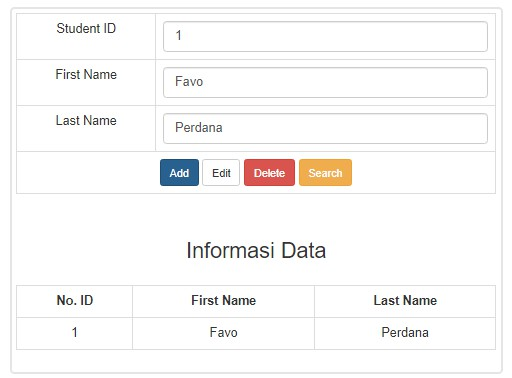 Student ID 1
First Name Favo
Last Name Perdana
Add Edit Delete Search
Informasi Data
No. ID First Name Last Name
1 Favo Perdana